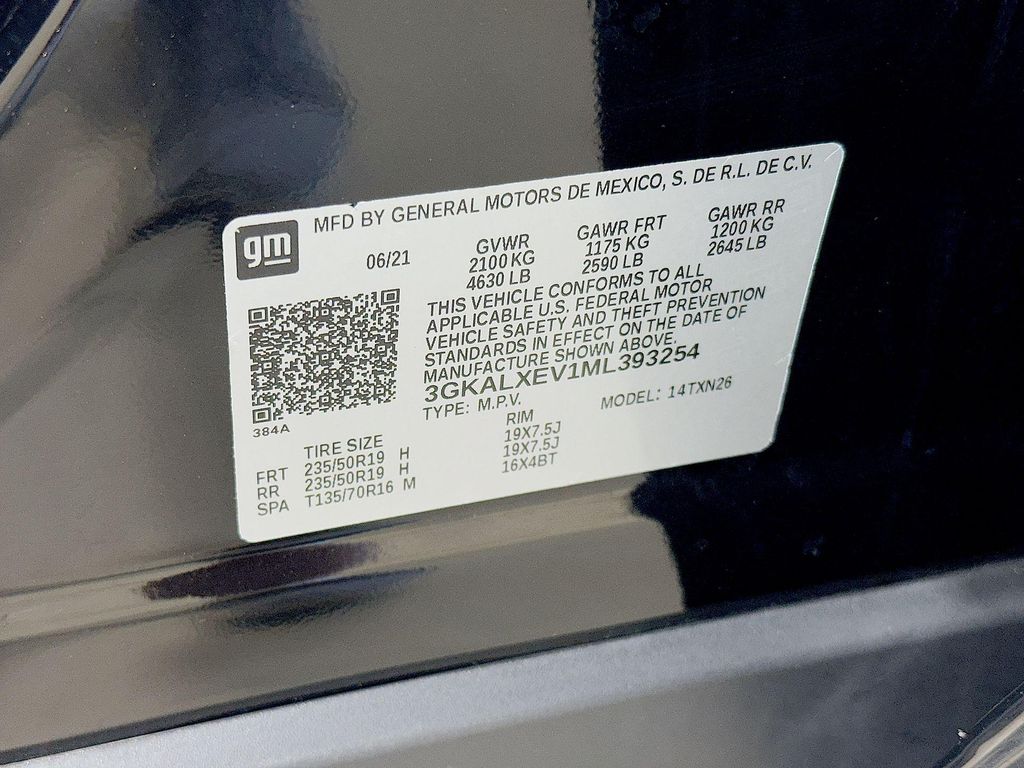 gm
MFD BY GENERAL MOTORS DE MEXICO, S. DE R.L. DE C.V.
06/21
GVWR
2100 KG
4630 LB
GAWR FRT
1175 KG
2590 LB
GAWR RR
1200 KG
2645 LB
THIS VEHICLE CONFORMS TO ALL
APPLICABLE U.S. FEDERAL MOTOR
VEHICLE SAFETY AND THEFT PREVENTION
STANDARDS IN EFFECT ON THE DATE OF
MANUFACTURE SHOWN ABOVE.
3GKALXEV1ML393254
TYPE: M.P.V.
MODEL: 14TXN26
384A
TIRE SIZE
RIM
FRT 235/50R19 H 19X7.5J
RR 235/50R19 H 19X7.5J
SPA T135/70R16 M 16X4BT